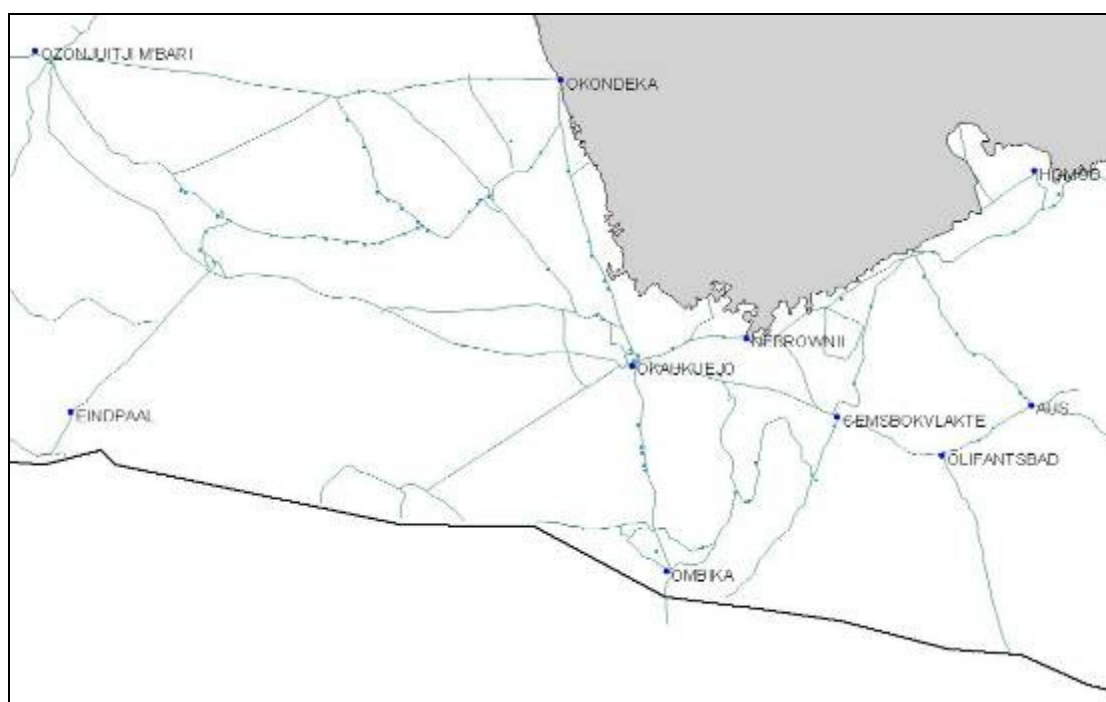 OZONJUITJI M'BARI
OKONDEKA
HOMOB
NEBROWNII
OKAUKUEJO
EINDPAAL
GEMSBOKVLAKTE
AUS
OLIFANTSBAD
OMBIKA